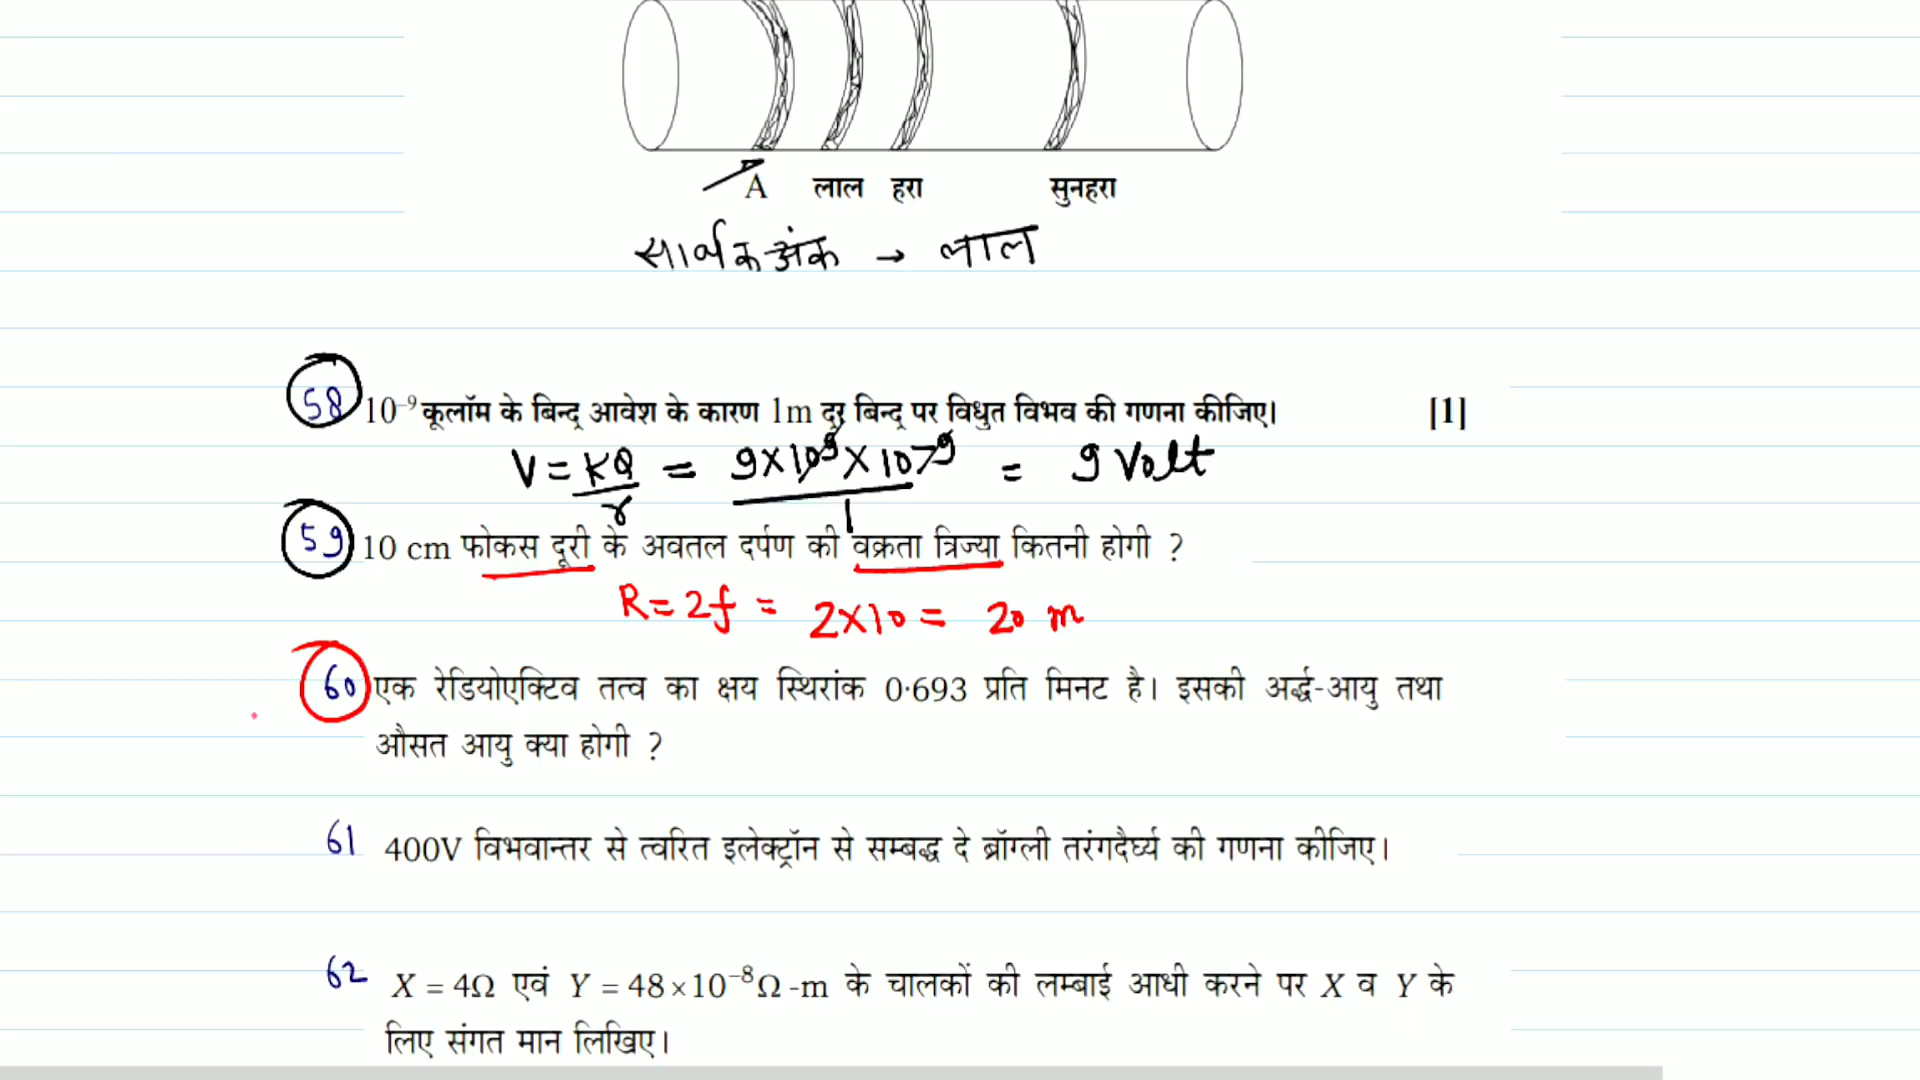 A लाल हरा सुनहरा
सार्थक अंक → लाल
58 10⁻⁹ कूलॉम के बिन्दु आवेश के कारण 1m दूर बिन्दु पर विधुत विभव की गणना कीजिए। [1]
V = KQ/r = 9×10⁹×10⁻⁹/1 = 9 Volt
59 10 cm फोकस दूरी के अवतल दर्पण की वक्रता त्रिज्या कितनी होगी ?
R = 2f = 2×10 = 20 m
60 एक रेडियोएक्टिव तत्व का क्षय स्थिरांक 0·693 प्रति मिनट है। इसकी अर्द्ध-आयु तथा
औसत आयु क्या होगी ?
61 400V विभवान्तर से त्वरित इलेक्ट्रॉन से सम्बद्ध दे ब्रॉग्ली तरंगदैर्घ्य की गणना कीजिए।
62 X = 4Ω एवं Y = 48×10⁻⁸Ω-m के चालकों की लम्बाई आधी करने पर X व Y के
लिए संगत मान लिखिए।